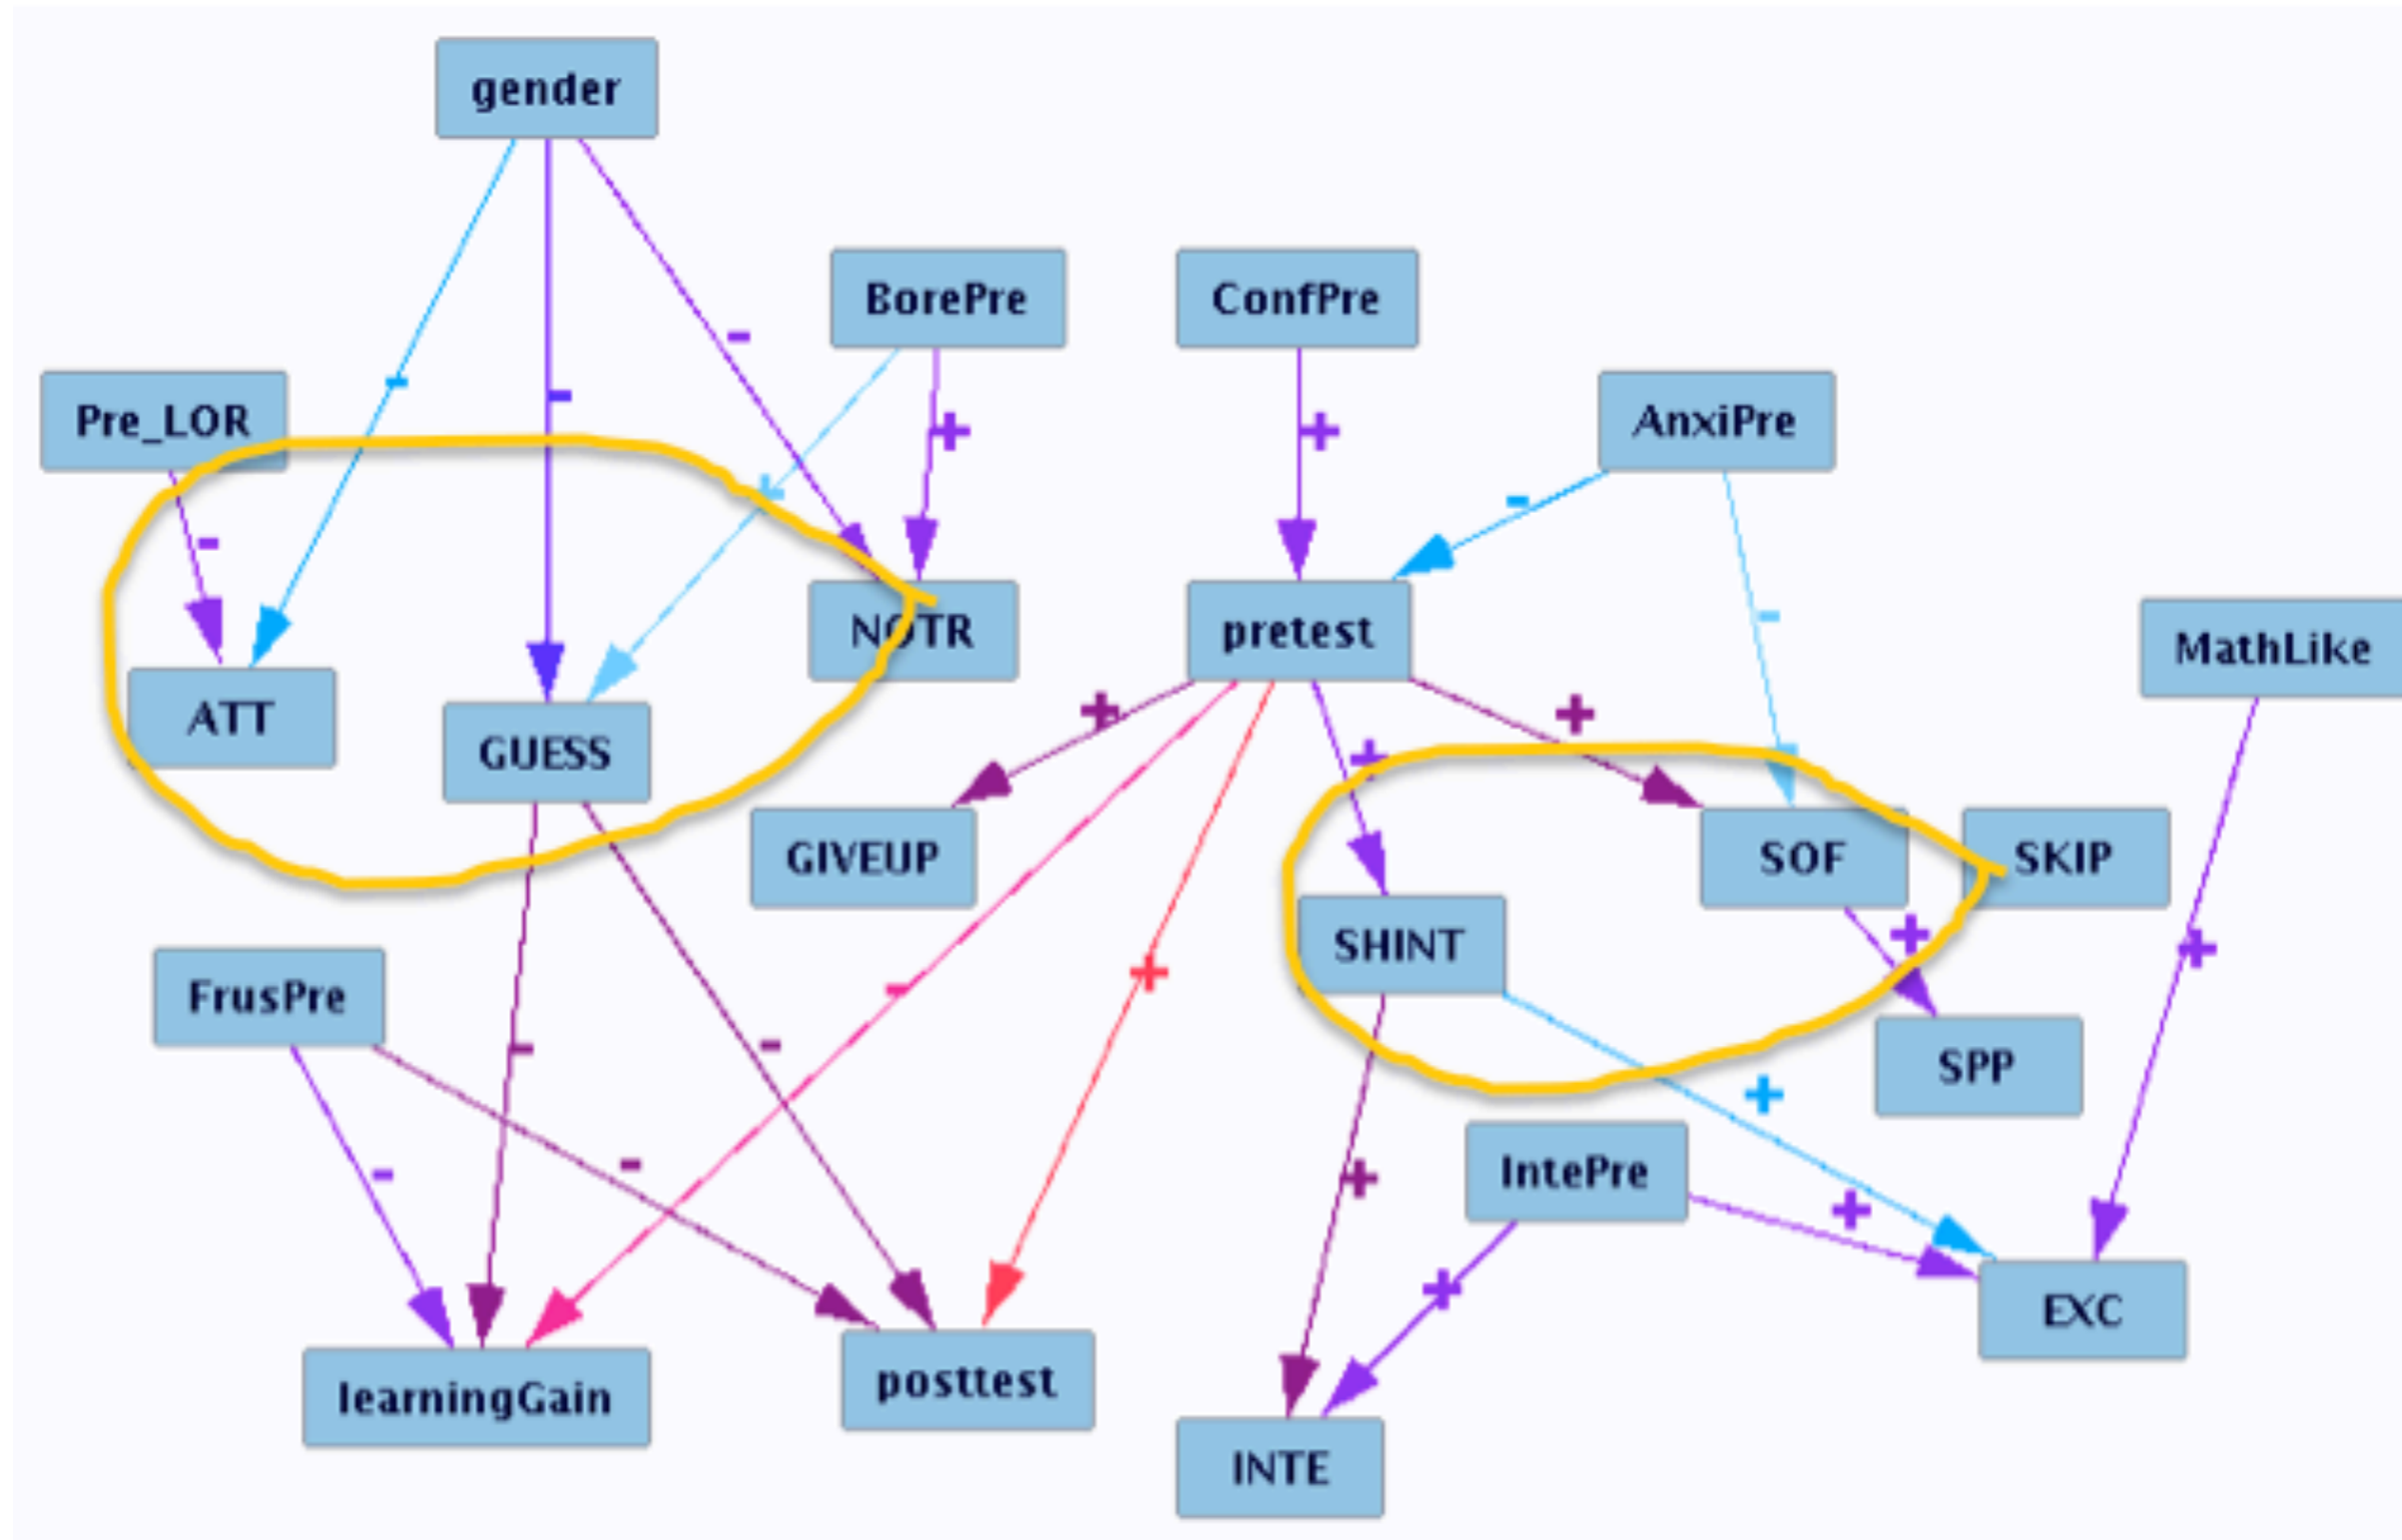 gender
BorePre
ConfPre
Pre_LOR
AnxiPre
-
-
-
+
+
+
-
-
-
NOTR
pretest
MathLike
ATT
GUESS
+
+
+
GIVEUP
SOF
SKIP
SHINT
+
+
FrusPre
-
+
-
-
SPP
+
-
-
+
IntePre
+
+
learningGain
posttest
EXC
INTE